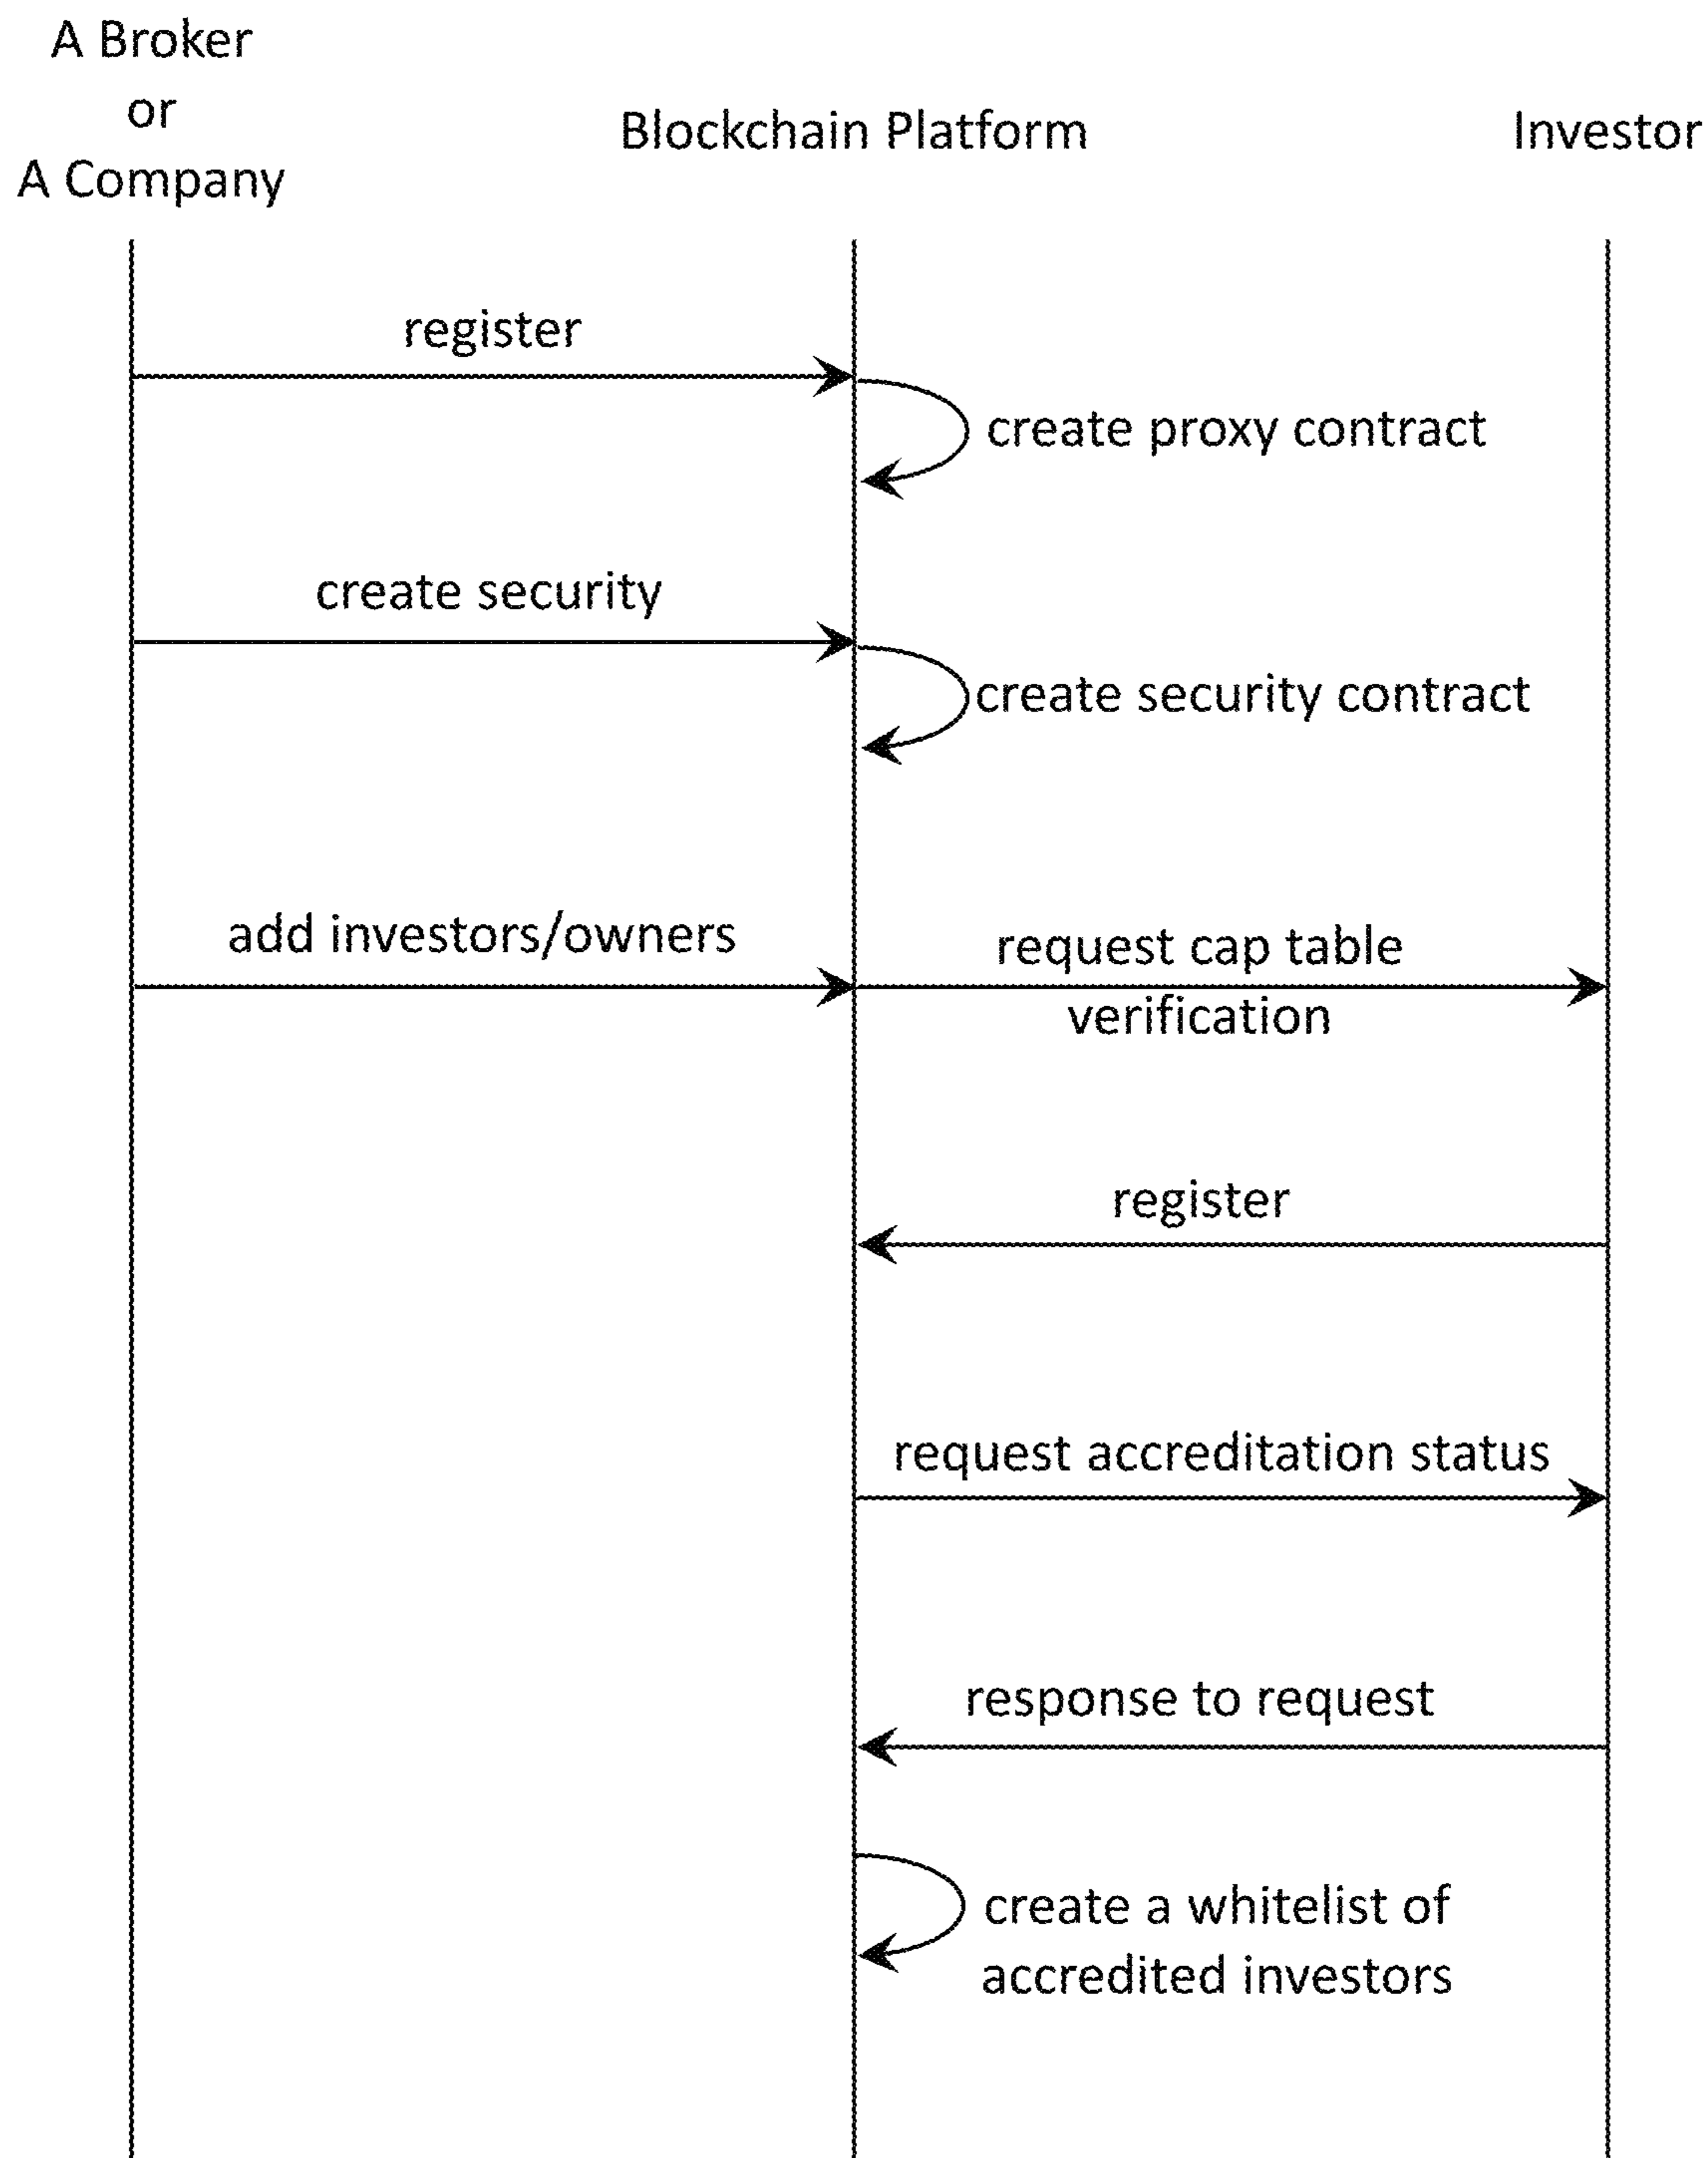 A Broker
or
A Company
Blockchain Platform
Investor
register
create proxy contract
create security
create security contract
add investors/owners
request cap table
verification
register
request accreditation status
response to request
create a whitelist of
accredited investors